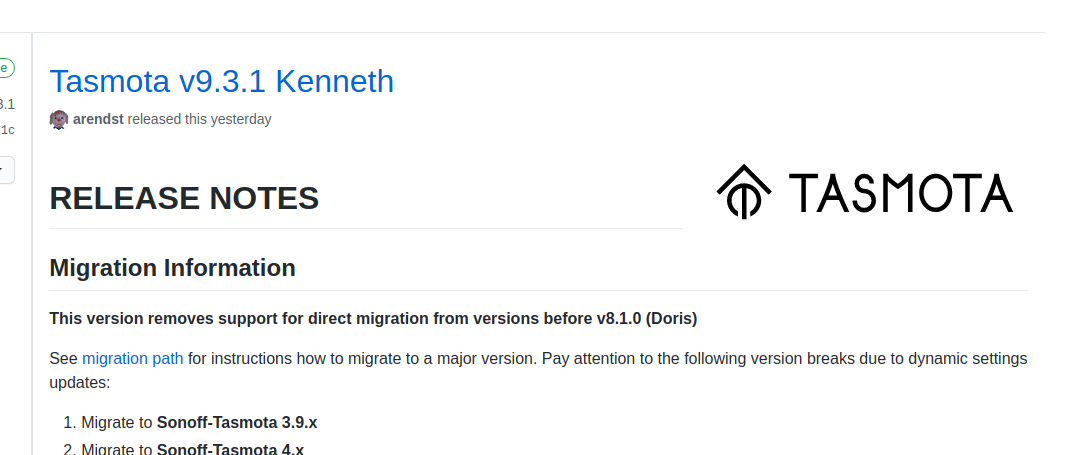 Tasmota v9.3.1 Kenneth
e
3.1
arendst released this yesterday
1c
RELEASE NOTES
TASMOTA
Migration Information
This version removes support for direct migration from versions before v8.1.0 (Doris)
See migration path for instructions how to migrate to a major version. Pay attention to the following version breaks due to dynamic settings
updates:
1. Migrate to Sonoff-Tasmota 3.9.x
2. Migrate to Sonoff-Tasmota 4.x